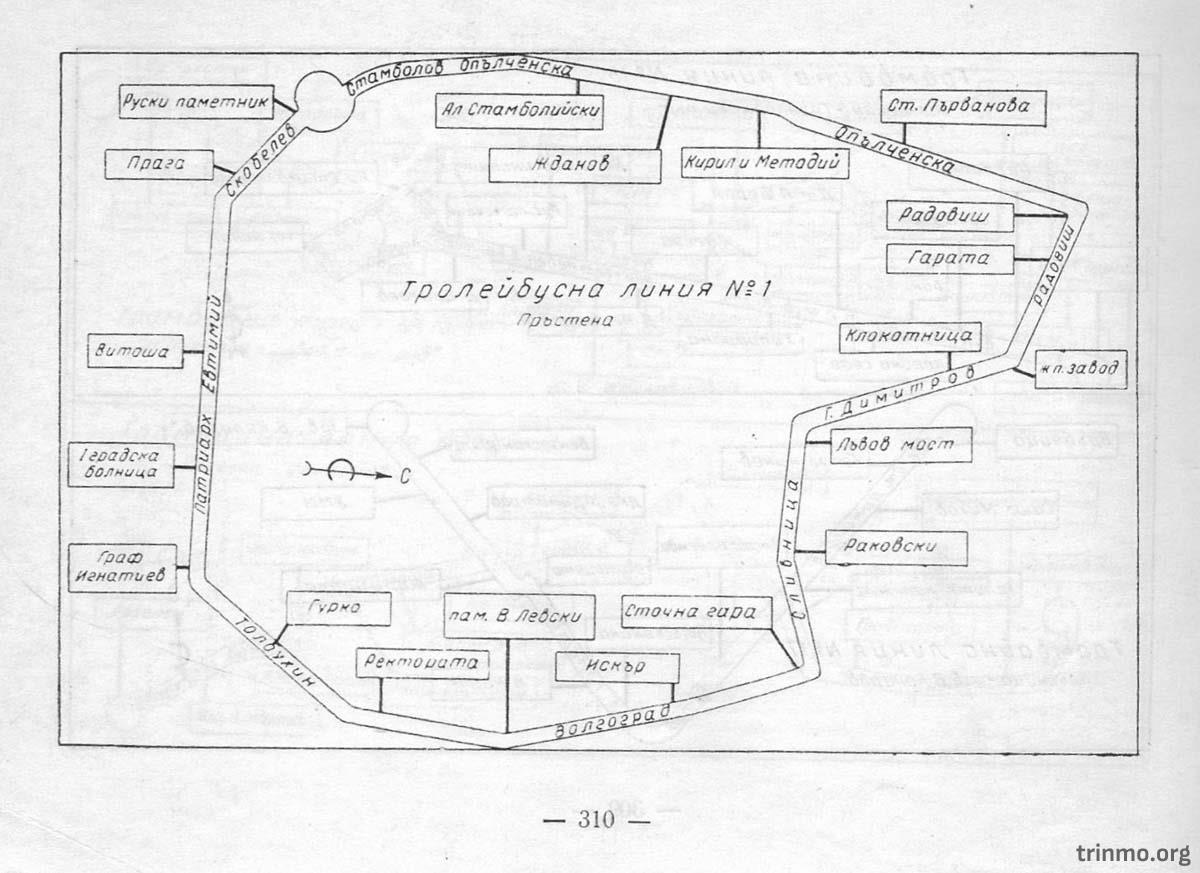 Стамболов Опълченска
Руски паметник
Ал. Стамболийски
Ст. Първанова
Прага
Скобелев
Жданов
Кирил и Методий
Опълченска
Радовиш
Гарата
Радовиш
Тролейбусна линия №1
Пръстена
Клокотница
Витоша
Патриарх Евтимий
жп. завод
Г. Димитров
Львов мост
I градска
болница
С
Сливница
Раковски
Граф
Игнатиев
Гурко
пам. В. Левски
Сточна гара
Толбухин
Ректората
Искър
Волгоград
— 310 —
trinmo.org